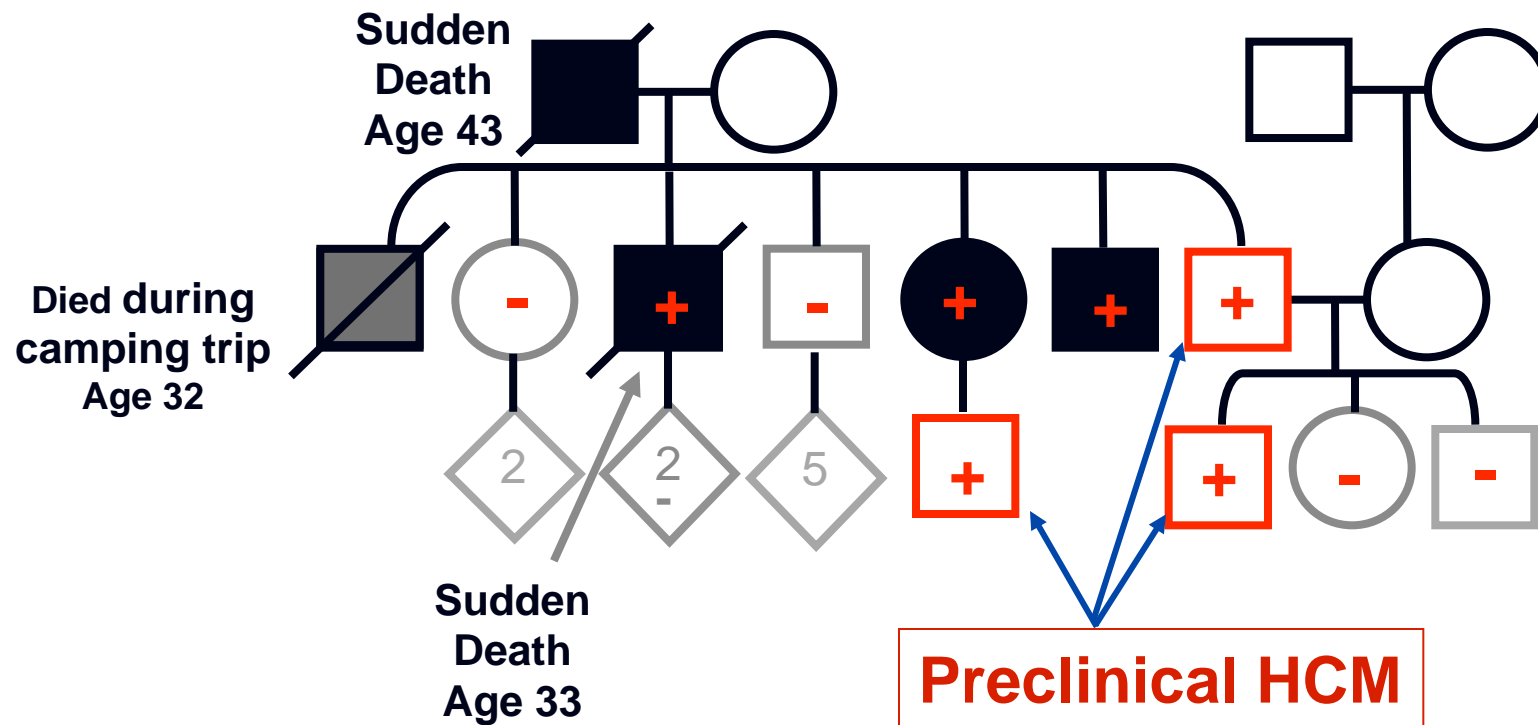 Sudden
Death
Age 43
Died during
camping trip
Age 32
-
+
-
+
+
+
2
2
-
5
+
+
-
-
Sudden
Death
Age 33
Preclinical HCM